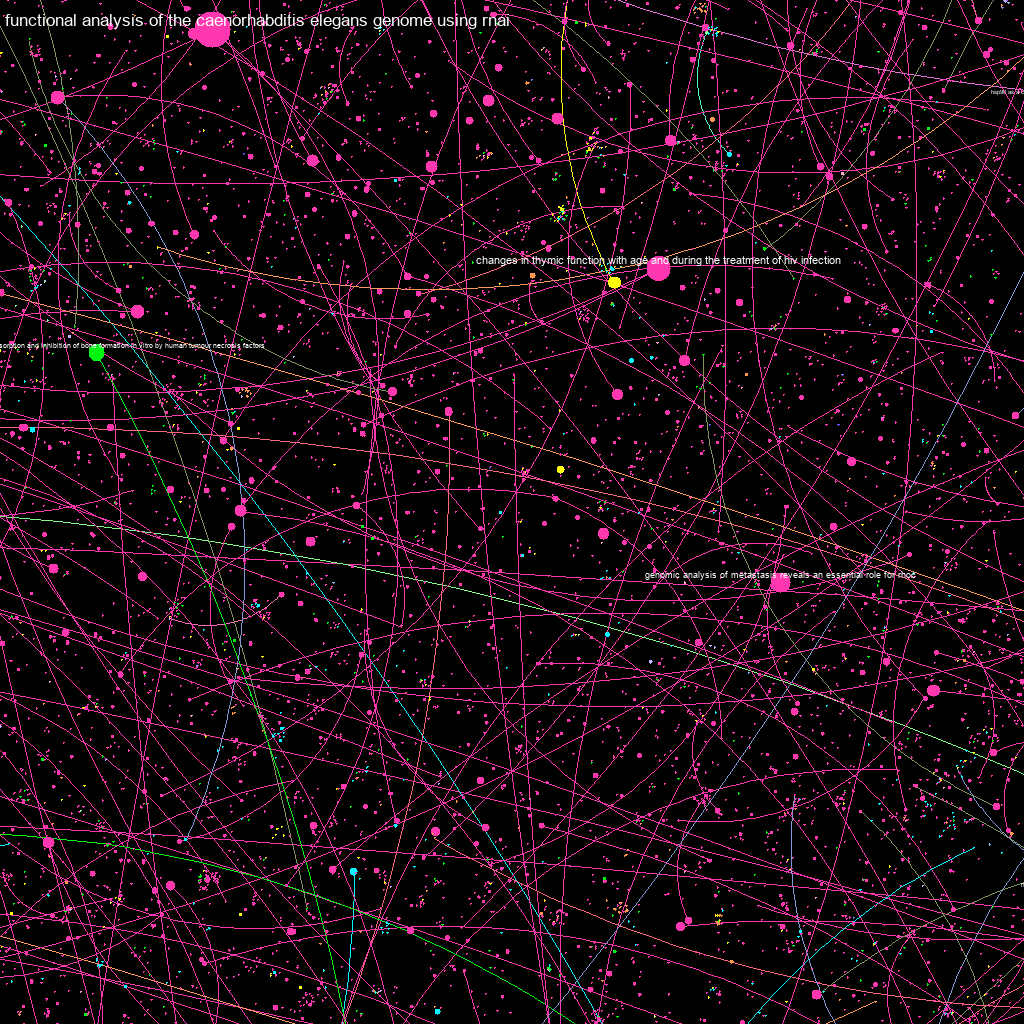 functional analysis of the caenorhabditis elegans genome using rnai
changes in thymic function with age and during the treatment of hiv infection
and inhibition of bone formation in vitro by human tumour necrosis factors
genomic analysis of metastasis reveals an essential role for rhoc